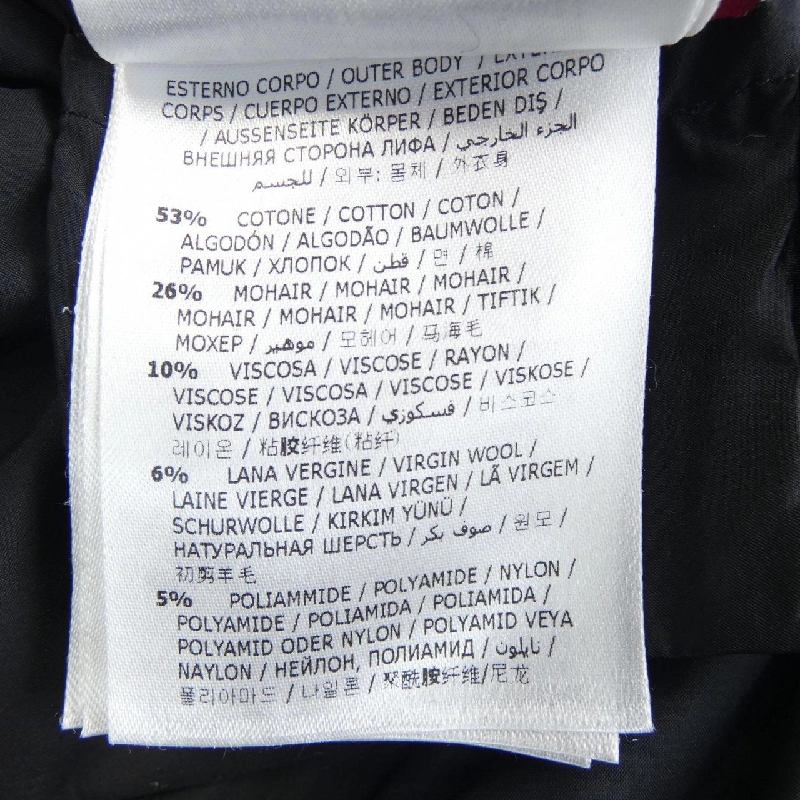 ESTERNO CORPO / OUTER BODY / EXTERIOR CORPO
CORPS / CUERPO EXTERNO / EXTERIOR CORPO
/ AUSSENSEITE KÖRPER / BEDEN DIŞ /
ВНЕШНЯЯ СТОРОНА ЛИФА / الجزء الخارجي
للجسم / 외부: 몸체 / 外衣身
53% COTONE / COTTON / COTON /
ALGODÓN / ALGODÃO / BAUMWOLLE /
PAMUK / ХЛОПОК / قطن / 면 / 棉
26% MOHAIR / MOHAIR / MOHAIR /
MOHAIR / MOHAIR / MOHAIR / TIFTIK /
МОХЕР / موهير / 모헤어 / 马海毛
10% VISCOSA / VISCOSE / RAYON /
VISCOSE / VISCOSA / VISCOSE / VISKOSE /
VISKOZ / ВИСКОЗА / فسكوزي / 비스코스
레이온 / 粘胶纤维(粘纤)
6% LANA VERGINE / VIRGIN WOOL /
LAINE VIERGE / LANA VIRGEN / LÃ VIRGEM /
SCHURWOLLE / KIRKIM YÜNÜ /
НАТУРАЛЬНАЯ ШЕРСТЬ / صوف بكر / 원모 /
初剪羊毛
5% POLIAMMIDE / POLYAMIDE / NYLON /
POLYAMIDE / POLIAMIDA / POLIAMIDA /
POLYAMID ODER NYLON / POLYAMID VEYA
NAYLON / НЕЙЛОН, ПОЛИАМИД / نايلون /
폴리아마드 / 나일론 / 聚酰胺纤维/尼龙